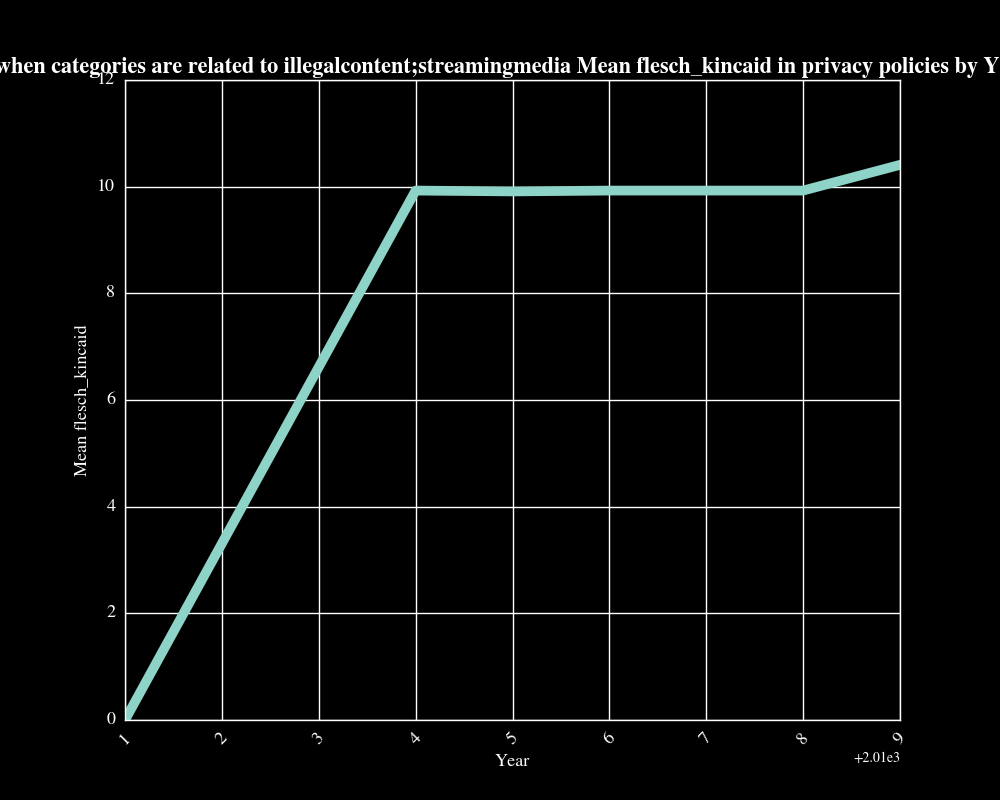 when categories are related to illegalcontent;streamingmedia Mean flesch_kincaid in privacy policies by Y
12
10
8
6
4
2
0
Mean flesch_kincaid
1 2 3 4 5 6 7 8 9
Year
+2.01e3